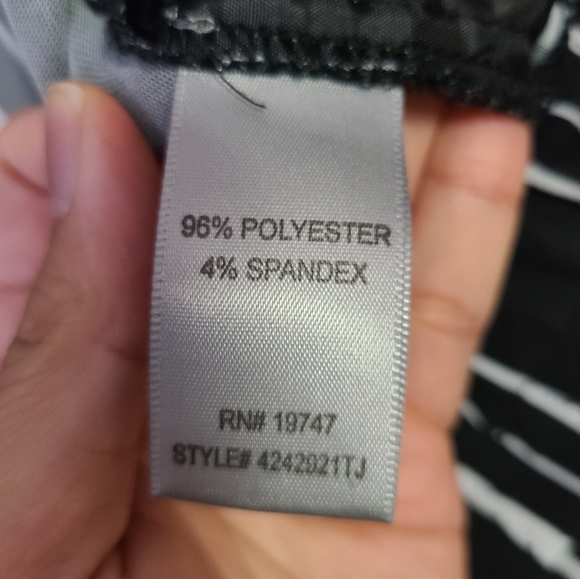 96% POLYESTER
4% SPANDEX
RN# 19747
STYLE# 4242921TJ